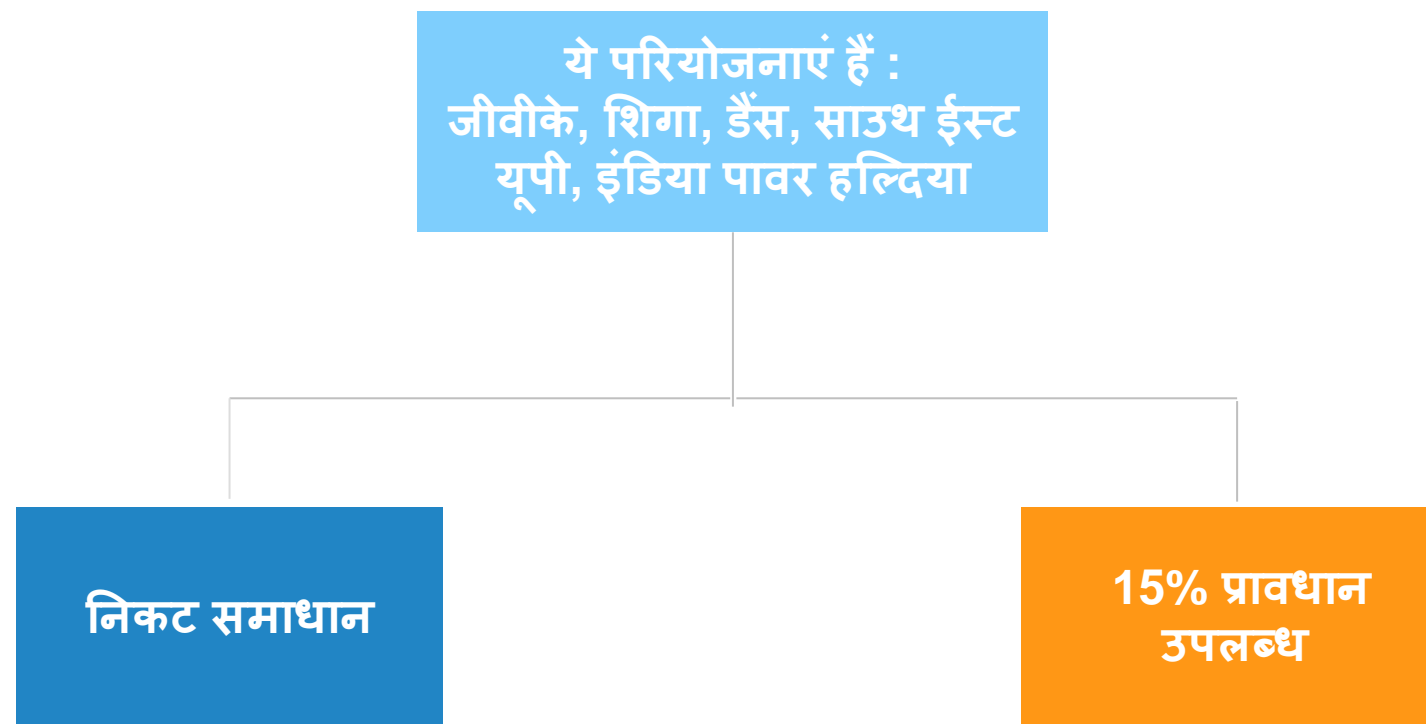 ये परियोजनाएं हैं :
जीवीके, शिगा, डैंस, साउथ ईस्ट
यूपी, इंडिया पावर हल्दिया
निकट समाधान
15% प्रावधान
उपलब्ध